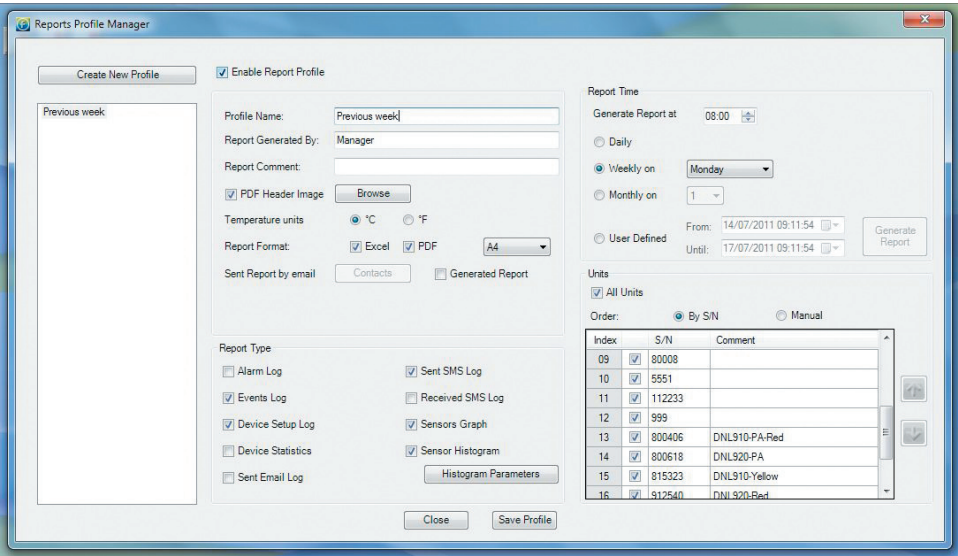 Reports Profile Manager
Create New Profile
Enable Report Profile
Previous week
Profile Name: Previous week
Report Generated By: Manager
Report Comment:
PDF Header Image Browse
Temperature units °C °F
Report Format: Excel PDF A4
Sent Report by email Contacts Generated Report
Report Type
Alarm Log Sent SMS Log
Events Log Received SMS Log
Device Setup Log Sensors Graph
Device Statistics Sensor Histogram
Sent Email Log Histogram Parameters
Report Time
Generate Report at 08:00
Daily
Weekly on Monday
Monthly on 1
User Defined
From: 14/07/2011 09:11:54
Until: 17/07/2011 09:11:54
Generate
Report
Units
All Units
Order: By S/N Manual
Index S/N Comment
09 80008
10 5551
11 112233
12 999
13 800406 DNL910-PA-Red
14 800618 DNL920-PA
15 815323 DNL910-Yellow
16 912540 DNL920-Red
Close Save Profile